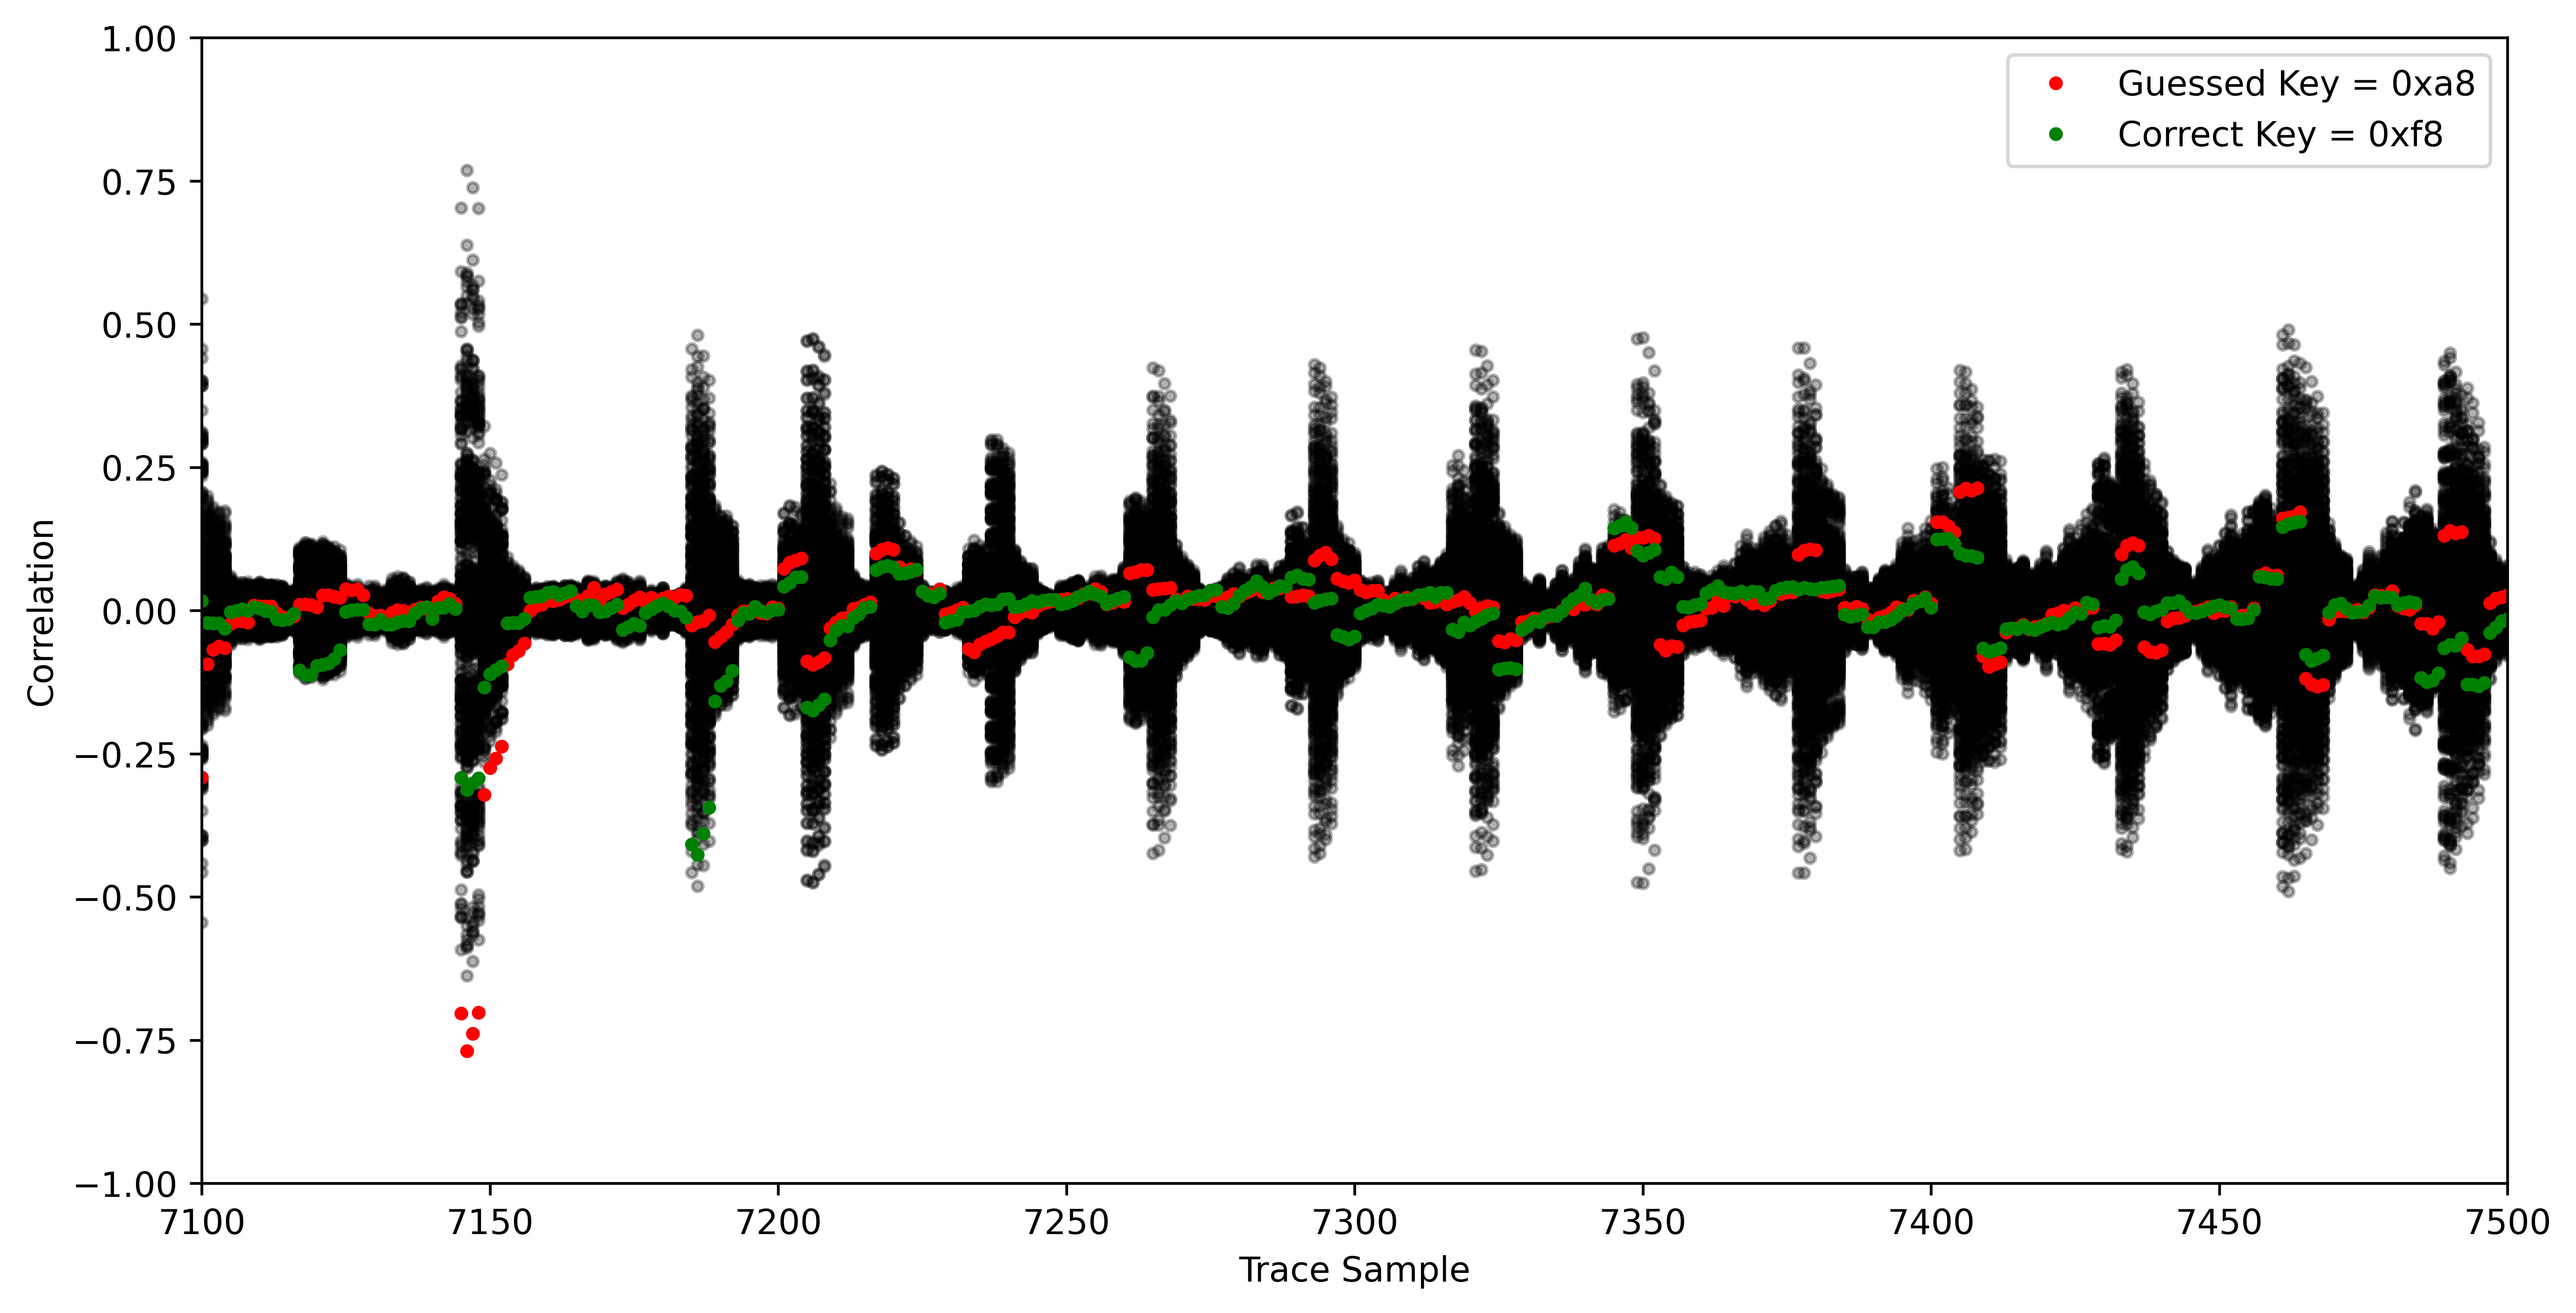 1.00
0.75
0.50
0.25
0.00
−0.25
−0.50
−0.75
−1.00
Correlation
Guessed Key = 0xa8
Correct Key = 0xf8
7100 7150 7200 7250 7300 7350 7400 7450 7500
Trace Sample